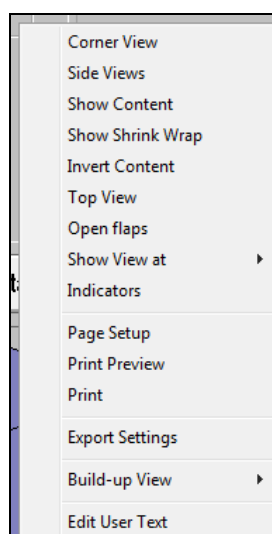 Corner View
Side Views
Show Content
Show Shrink Wrap
Invert Content
Top View
Open flaps
Show View at
Indicators
Page Setup
Print Preview
Print
Export Settings
Build-up View
Edit User Text